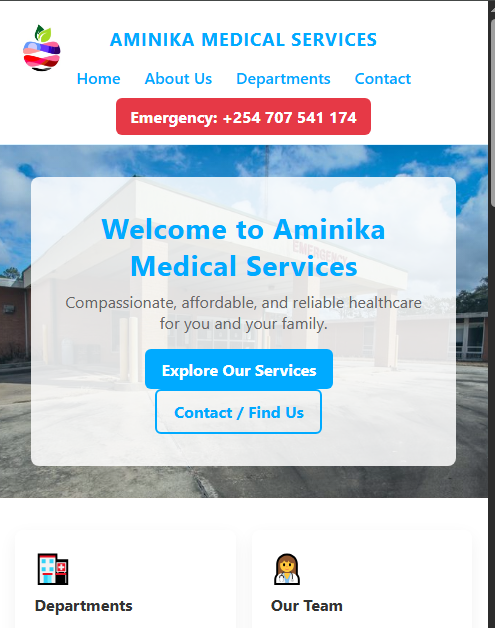 AMINIKA MEDICAL SERVICES
Home About Us Departments Contact
Emergency: +254 707 541 174
EMERGENCY
Welcome to Aminika
Medical Services
Compassionate, affordable, and reliable healthcare
for you and your family.
Explore Our Services
Contact / Find Us
Departments
Our Team